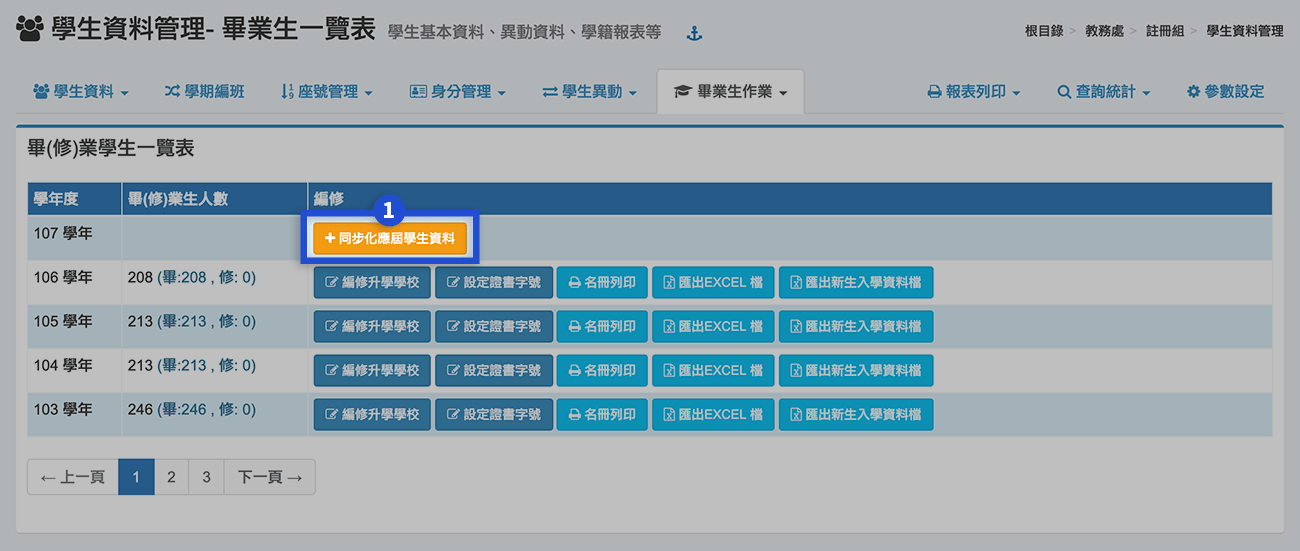 學生資料管理- 畢業生一覽表 學生基本資料、異動資料、學籍報表等
根目錄 > 教務處 > 註冊組 > 學生資料管理
學生資料 學期編班 座號管理 身分管理 學生異動 畢業生作業 報表列印 查詢統計 參數設定
畢(修)業學生一覽表
學年度 畢(修)業生人數 編修
1
107 學年 + 同步化應屆學生資料
106 學年 208 (畢:208 , 修: 0) 編修升學學校 設定證書字號 名冊列印 匯出EXCEL 檔 匯出新生入學資料檔
105 學年 213 (畢:213 , 修: 0) 編修升學學校 設定證書字號 名冊列印 匯出EXCEL 檔 匯出新生入學資料檔
104 學年 213 (畢:213 , 修: 0) 編修升學學校 設定證書字號 名冊列印 匯出EXCEL 檔 匯出新生入學資料檔
103 學年 246 (畢:246 , 修: 0) 編修升學學校 設定證書字號 名冊列印 匯出EXCEL 檔 匯出新生入學資料檔
← 上一頁 1 2 3 下一頁 →